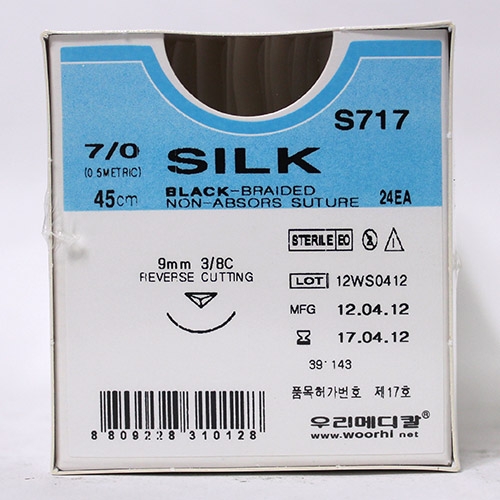 S717
7/0 SILK
(0.5METRIC)
45cm BLACK-BRAIDED
NON-ABSORS SUTURE 24EA
STERILE EO
9mm 3/8C
REVERSE CUTTING
LOT 12WS0412
MFG 12.04.12
17.04.12
39' 143
품목허가번호 제17호
우리메디칼®
www.woorhi.net
8 809228 310128